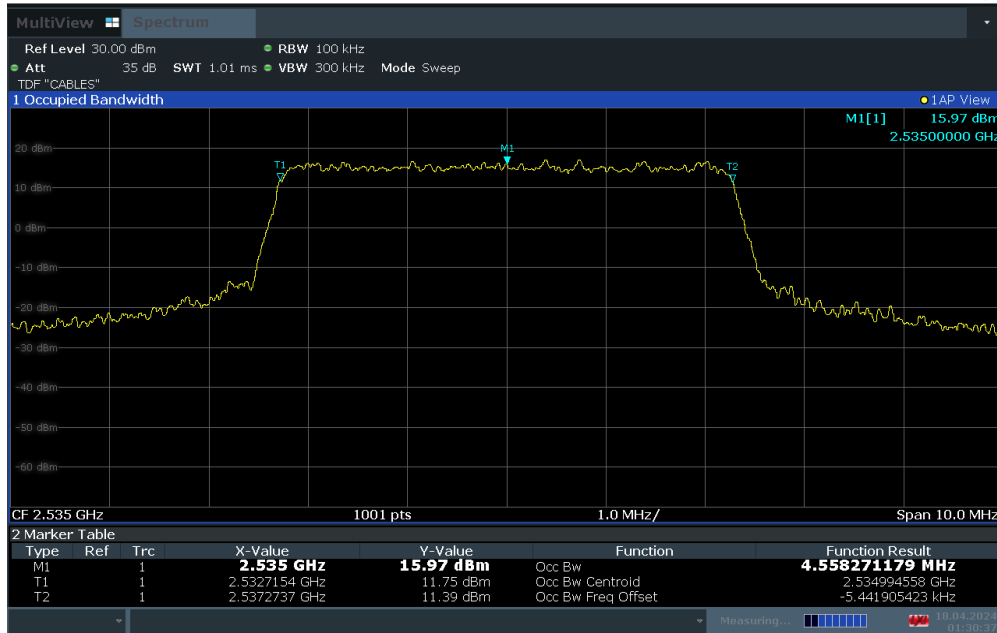 MultiView Spectrum
Ref Level 30.00 dBm RBW 100 kHz
Att 35 dB SWT 1.01 ms VBW 300 kHz Mode Sweep
TDF "CABLES"
1 Occupied Bandwidth 1AP View
M1[1] 15.97 dBm
2.53500000 GHz
20 dBm
M1
T1 T2
10 dBm
0 dBm
-10 dBm
-20 dBm
-30 dBm
-40 dBm
-50 dBm
-60 dBm
CF 2.535 GHz 1001 pts 1.0 MHz/ Span 10.0 MHz
2 Marker Table
Type Ref Trc X-Value Y-Value Function Function Result
M1 1 2.535 GHz 15.97 dBm Occ Bw 4.558271179 MHz
T1 1 2.5327154 GHz 11.75 dBm Occ Bw Centroid 2.534994558 GHz
T2 1 2.5372737 GHz 11.39 dBm Occ Bw Freq Offset -5.441905423 kHz
Measuring... 18.04.2024
01:30:37